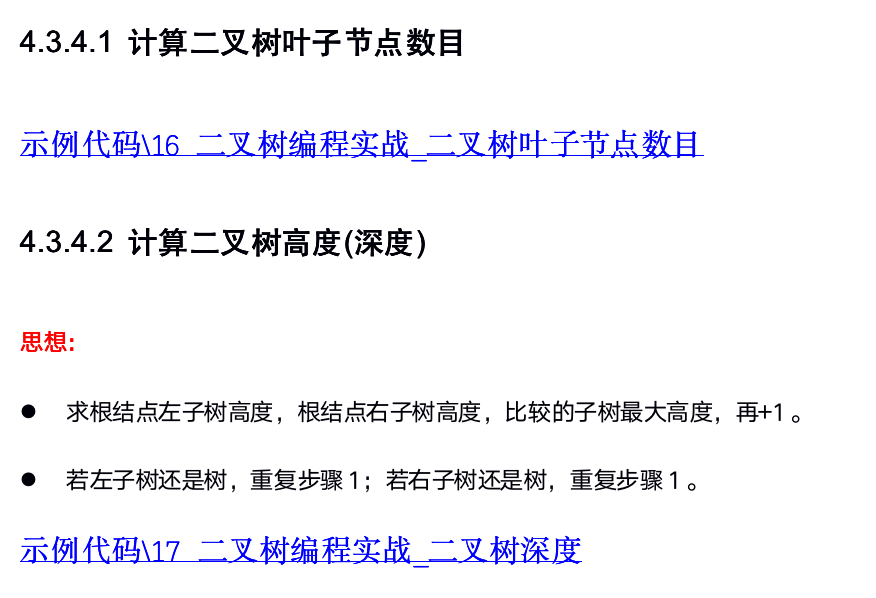 4.3.4.1 计算二叉树叶子节点数目
示例代码\16 二叉树编程实战_二叉树叶子节点数目
4.3.4.2 计算二叉树高度(深度)
思想:
● 求根结点左子树高度，根结点右子树高度，比较的子树最大高度，再+1。
● 若左子树还是树，重复步骤1；若右子树还是树，重复步骤1。
示例代码\17 二叉树编程实战_二叉树深度